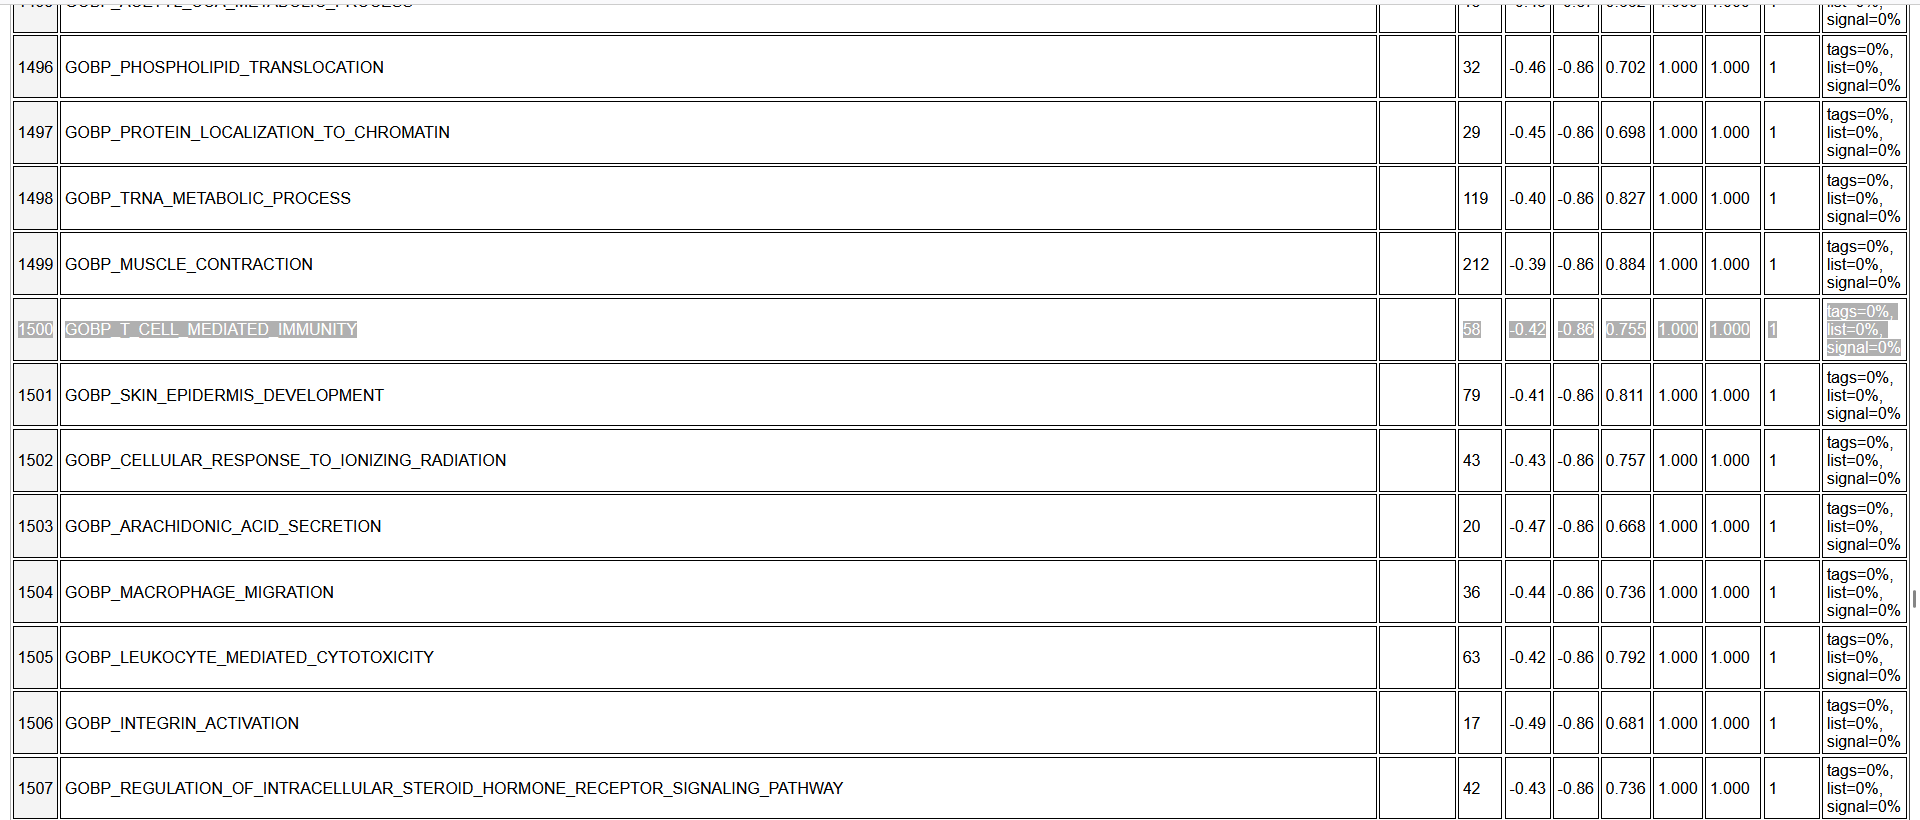 signal=0%
1496 GOBP_PHOSPHOLIPID_TRANSLOCATION 32 -0.46 -0.86 0.702 1.000 1.000 1 tags=0%,
list=0%,
signal=0%
1497 GOBP_PROTEIN_LOCALIZATION_TO_CHROMATIN 29 -0.45 -0.86 0.698 1.000 1.000 1 tags=0%,
list=0%,
signal=0%
1498 GOBP_TRNA_METABOLIC_PROCESS 119 -0.40 -0.86 0.827 1.000 1.000 1 tags=0%,
list=0%,
signal=0%
1499 GOBP_MUSCLE_CONTRACTION 212 -0.39 -0.86 0.884 1.000 1.000 1 tags=0%,
list=0%,
signal=0%
1500 GOBP_T_CELL_MEDIATED_IMMUNITY 58 -0.42 -0.86 0.755 1.000 1.000 1 tags=0%,
list=0%,
signal=0%
1501 GOBP_SKIN_EPIDERMIS_DEVELOPMENT 79 -0.41 -0.86 0.811 1.000 1.000 1 tags=0%,
list=0%,
signal=0%
1502 GOBP_CELLULAR_RESPONSE_TO_IONIZING_RADIATION 43 -0.43 -0.86 0.757 1.000 1.000 1 tags=0%,
list=0%,
signal=0%
1503 GOBP_ARACHIDONIC_ACID_SECRETION 20 -0.47 -0.86 0.668 1.000 1.000 1 tags=0%,
list=0%,
signal=0%
1504 GOBP_MACROPHAGE_MIGRATION 36 -0.44 -0.86 0.736 1.000 1.000 1 tags=0%,
list=0%,
signal=0%
1505 GOBP_LEUKOCYTE_MEDIATED_CYTOTOXICITY 63 -0.42 -0.86 0.792 1.000 1.000 1 tags=0%,
list=0%,
signal=0%
1506 GOBP_INTEGRIN_ACTIVATION 17 -0.49 -0.86 0.681 1.000 1.000 1 tags=0%,
list=0%,
signal=0%
1507 GOBP_REGULATION_OF_INTRACELLULAR_STEROID_HORMONE_RECEPTOR_SIGNALING_PATHWAY 42 -0.43 -0.86 0.736 1.000 1.000 1 tags=0%,
list=0%,
signal=0%